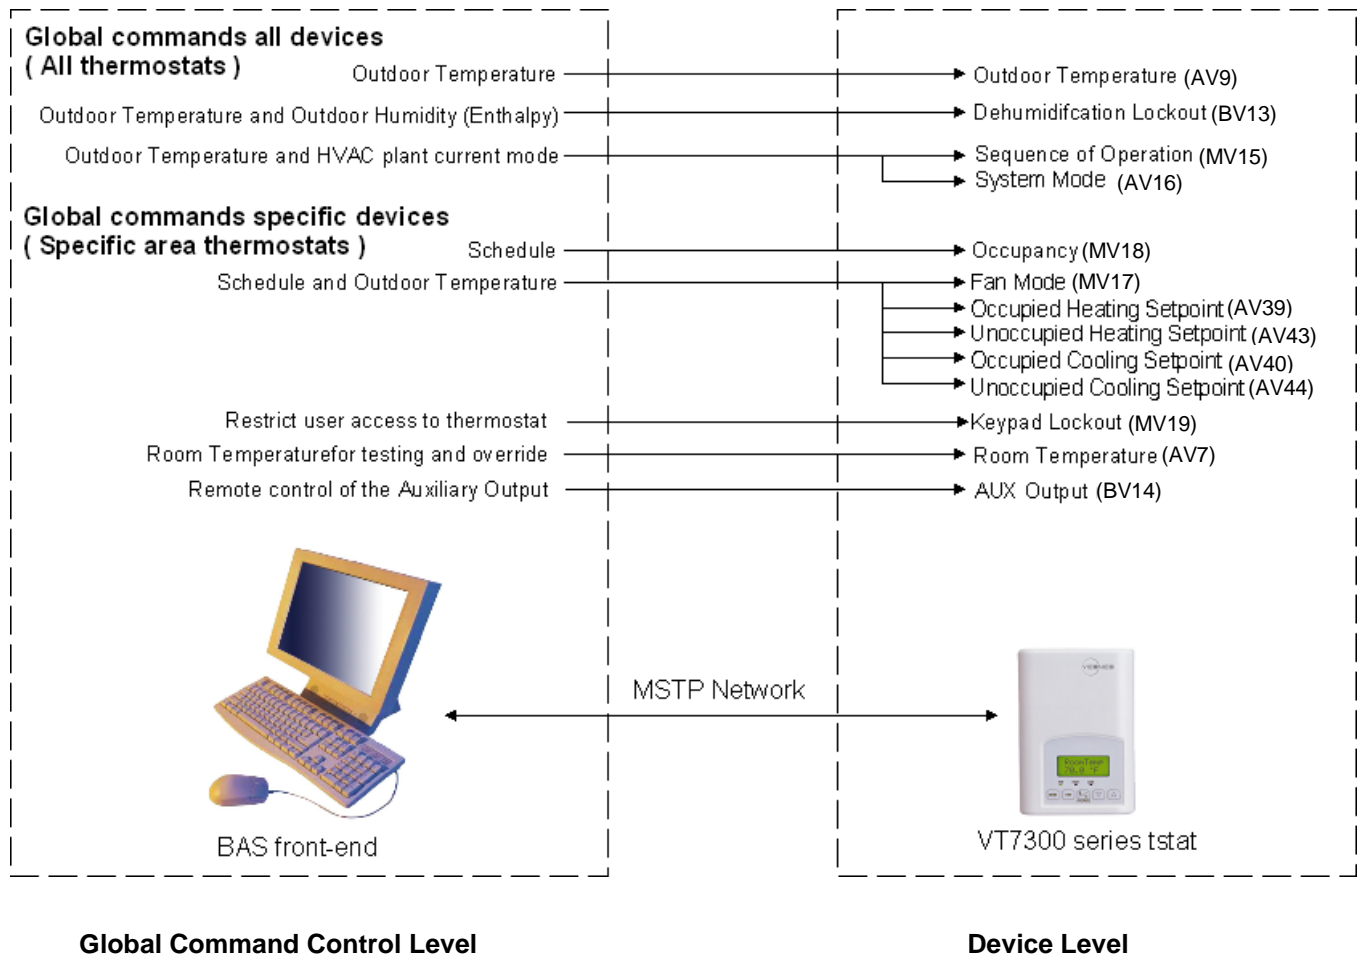 Global commands all devices
( All thermostats )
Outdoor Temperature
Outdoor Temperature (AV9)
Outdoor Temperature and Outdoor Humidity (Enthalpy)
Dehumidifcation Lockout (BV13)
Outdoor Temperature and HVAC plant current mode
Sequence of Operation (MV15)
System Mode (AV16)
Global commands specific devices
( Specific area thermostats )
Schedule
Occupancy (MV18)
Schedule and Outdoor Temperature
Fan Mode (MV17)
Occupied Heating Setpoint (AV39)
Unoccupied Heating Setpoint (AV43)
Occupied Cooling Setpoint (AV40)
Unoccupied Cooling Setpoint (AV44)
Restrict user access to thermostat
Keypad Lockout (MV19)
Room Temperaturefor testing and override
Room Temperature (AV7)
Remote control of the Auxiliary Output
AUX Output (BV14)
MSTP Network
RoomTemp
70.0 °F
BAS front-end
VT7300 series tstat
Global Command Control Level
Device Level